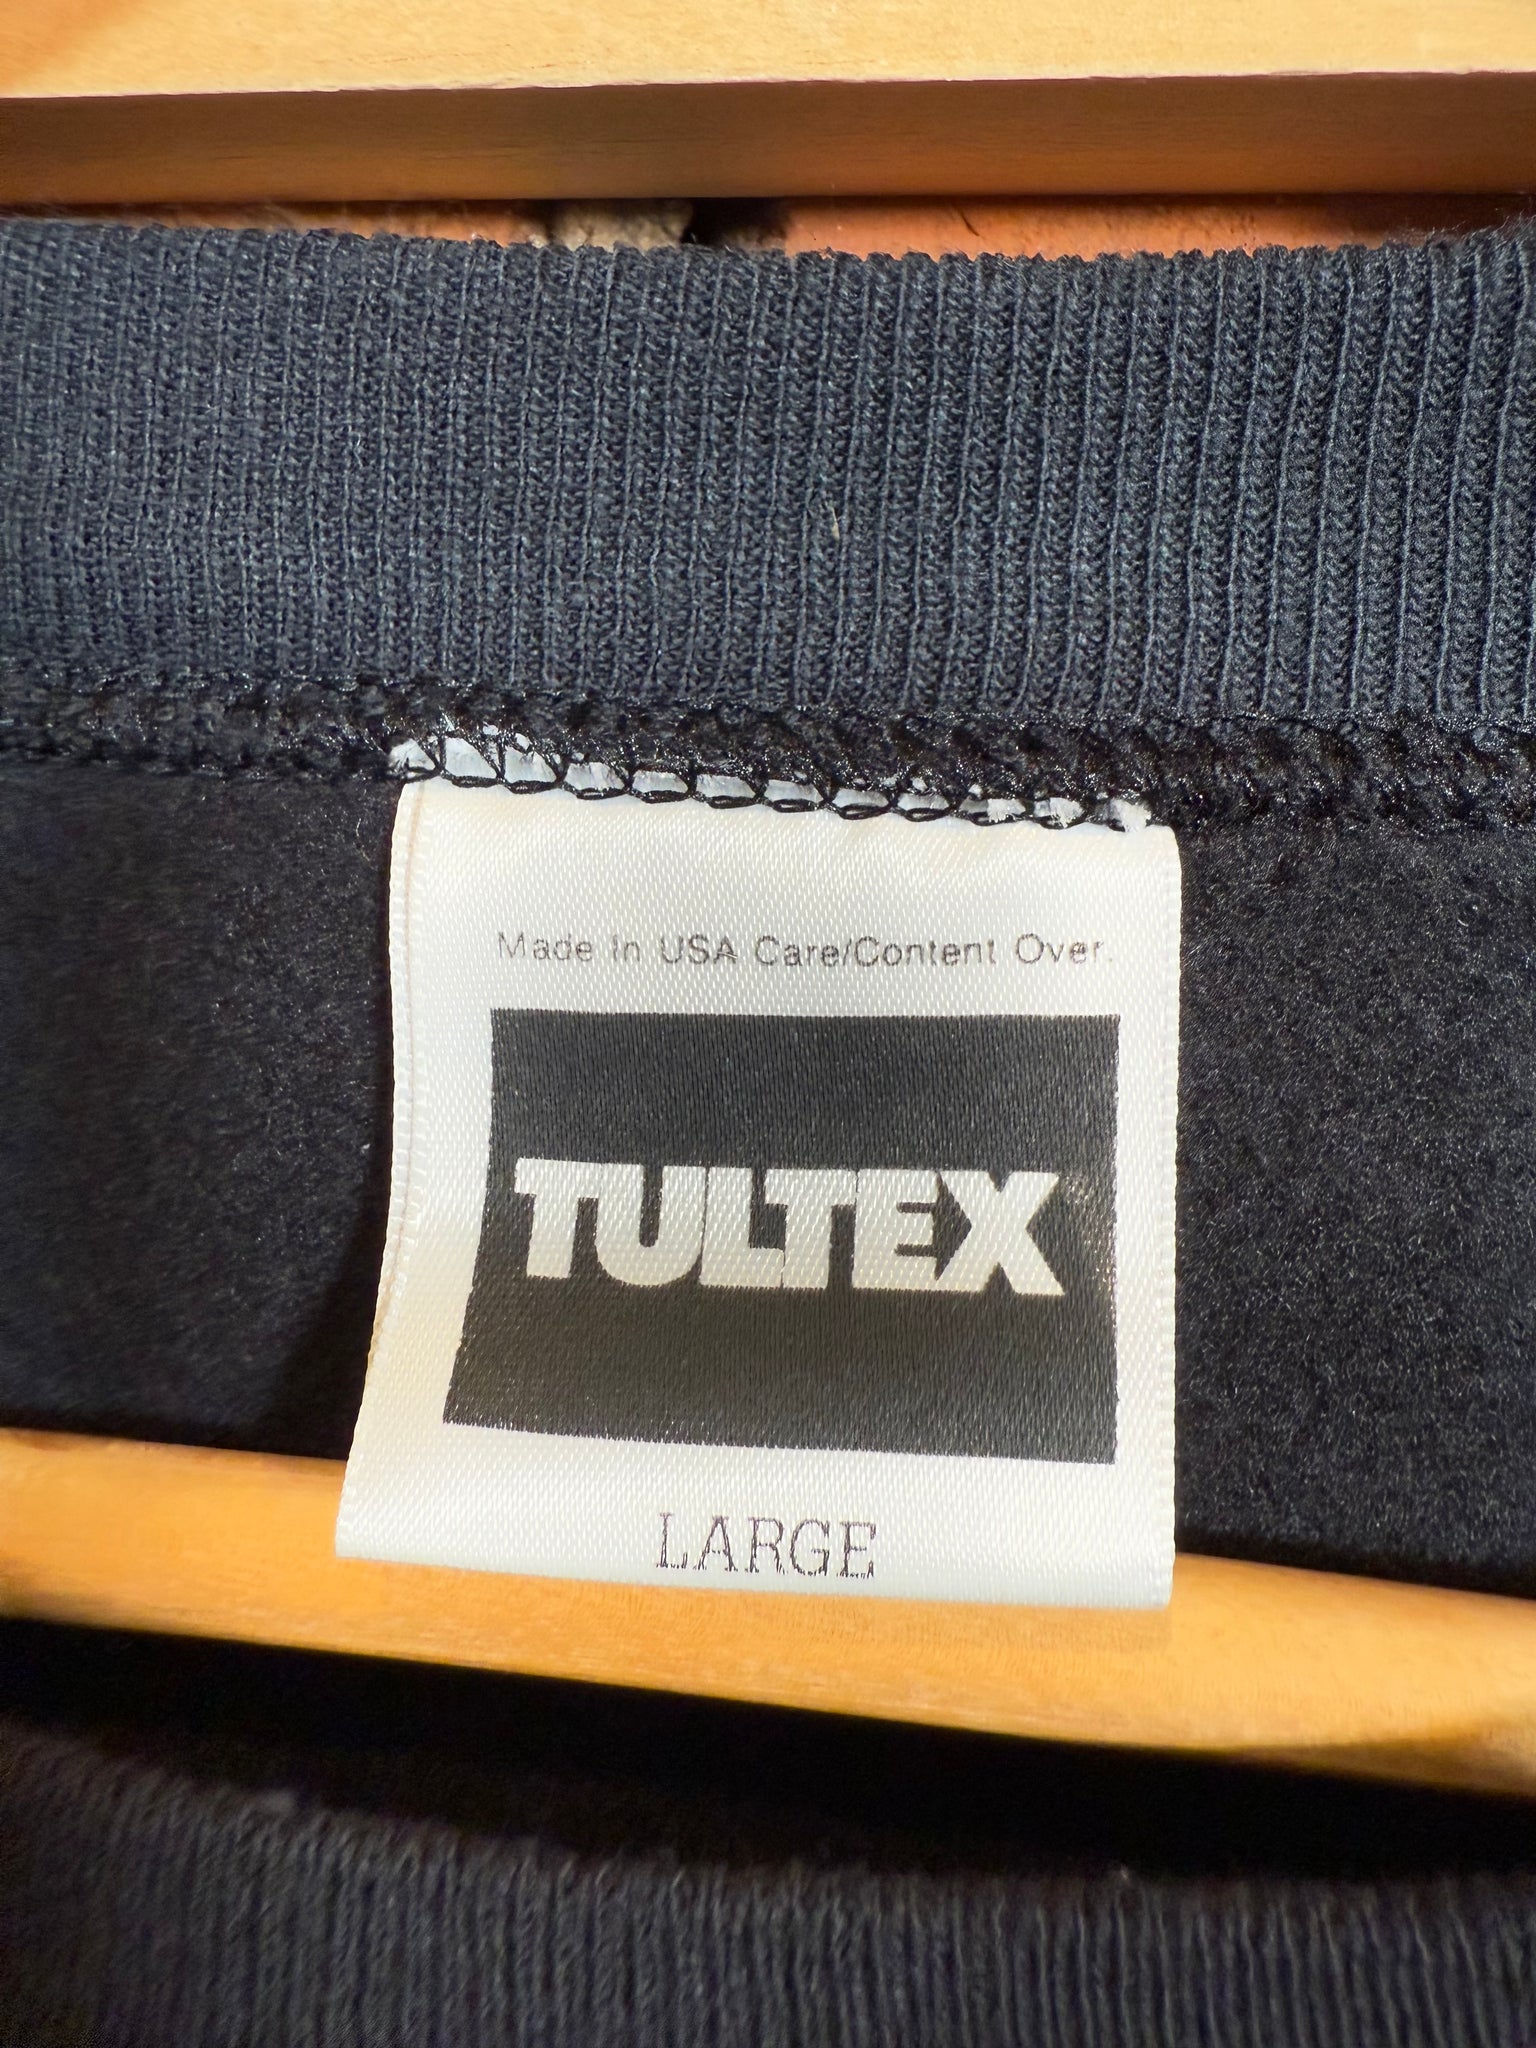 Made In USA Care/Content Over.
TULTEX
LARGE